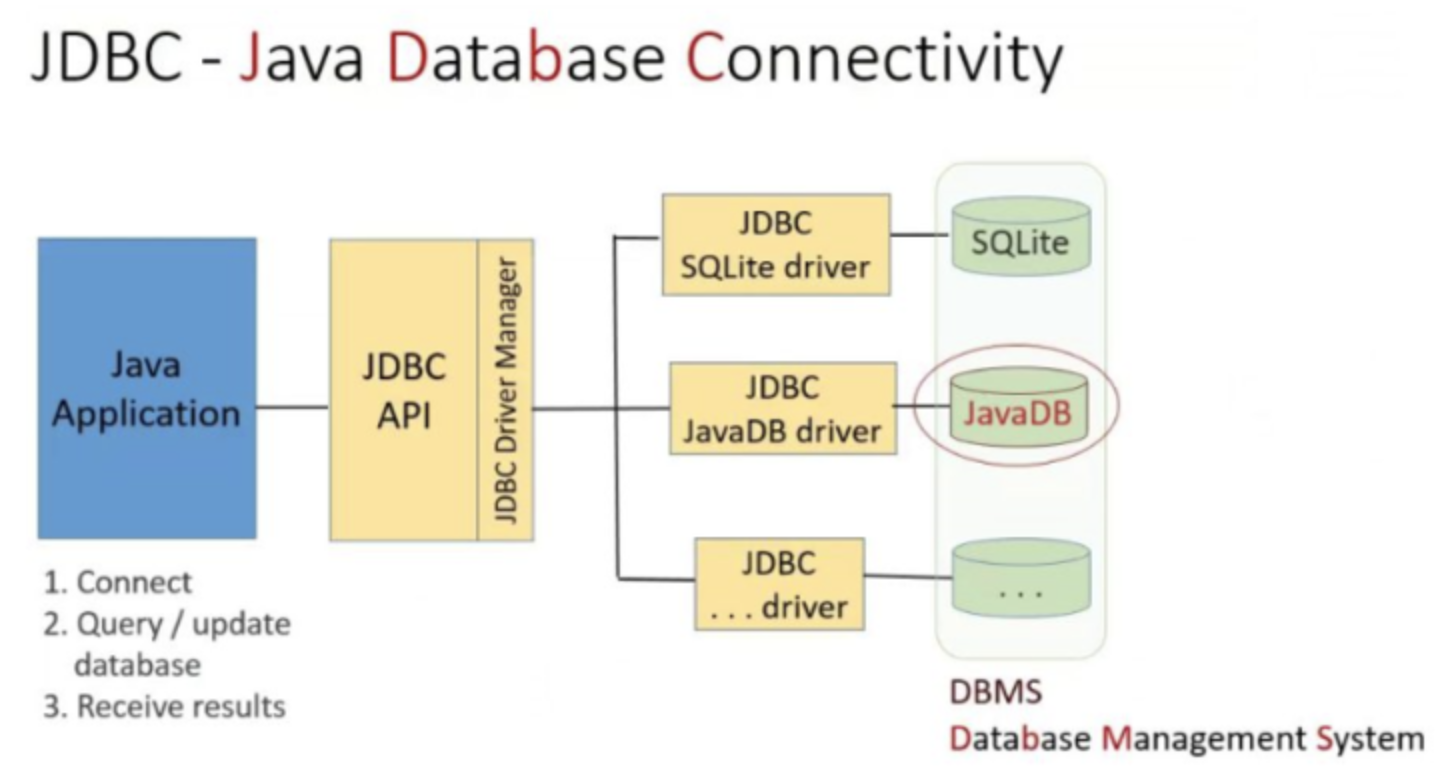 JDBC - Java Database Connectivity
Java
Application
JDBC
API
JDBC Driver Manager
JDBC
SQLite driver
SQLite
JDBC
JavaDB driver
JavaDB
JDBC
. . . driver
. . .
1. Connect
2. Query / update
database
3. Receive results
DBMS
Database Management System